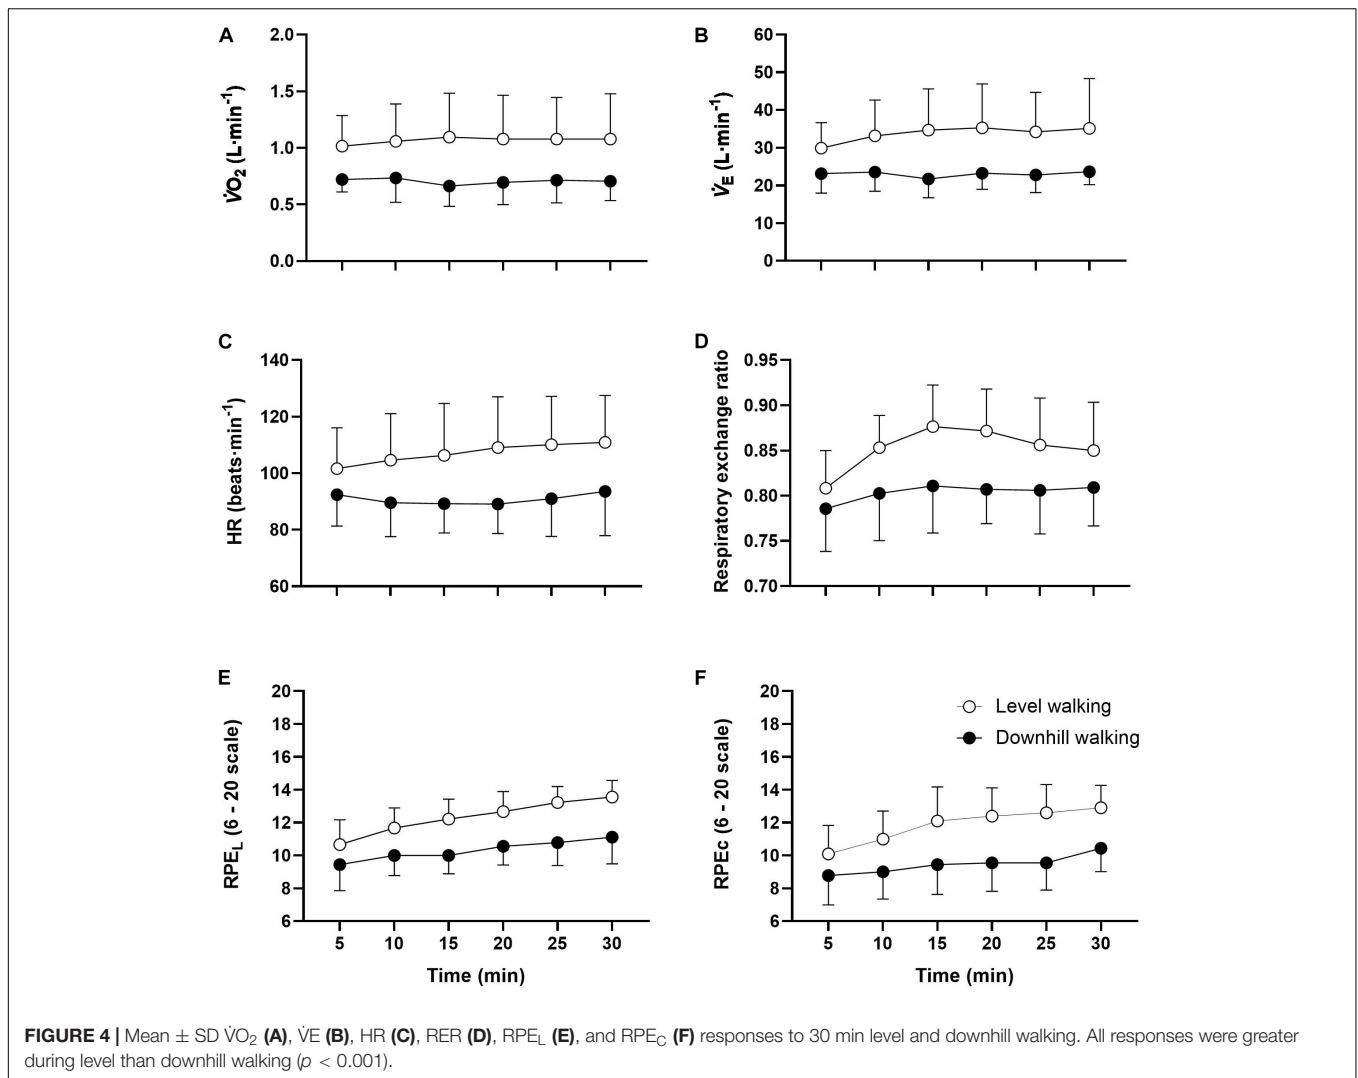 A
B
2.0
1.5
1.0
0.5
0.0
V̇O₂ (L·min⁻¹)
60
50
40
30
20
10
0
V̇E (L·min⁻¹)
C
D
140
120
100
80
60
HR (beats·min⁻¹)
0.95
0.90
0.85
0.80
0.75
0.70
Respiratory exchange ratio
E
F
20
18
16
14
12
10
8
6
RPE_L (6 - 20 scale)
5 10 15 20 25 30
Time (min)
20
18
16
14
12
10
8
6
RPEc (6 - 20 scale)
Level walking
Downhill walking
5 10 15 20 25 30
Time (min)
FIGURE 4 | Mean ± SD V̇O₂ (A), V̇E (B), HR (C), RER (D), RPE_L (E), and RPE_C (F) responses to 30 min level and downhill walking. All responses were greater
during level than downhill walking (p < 0.001).